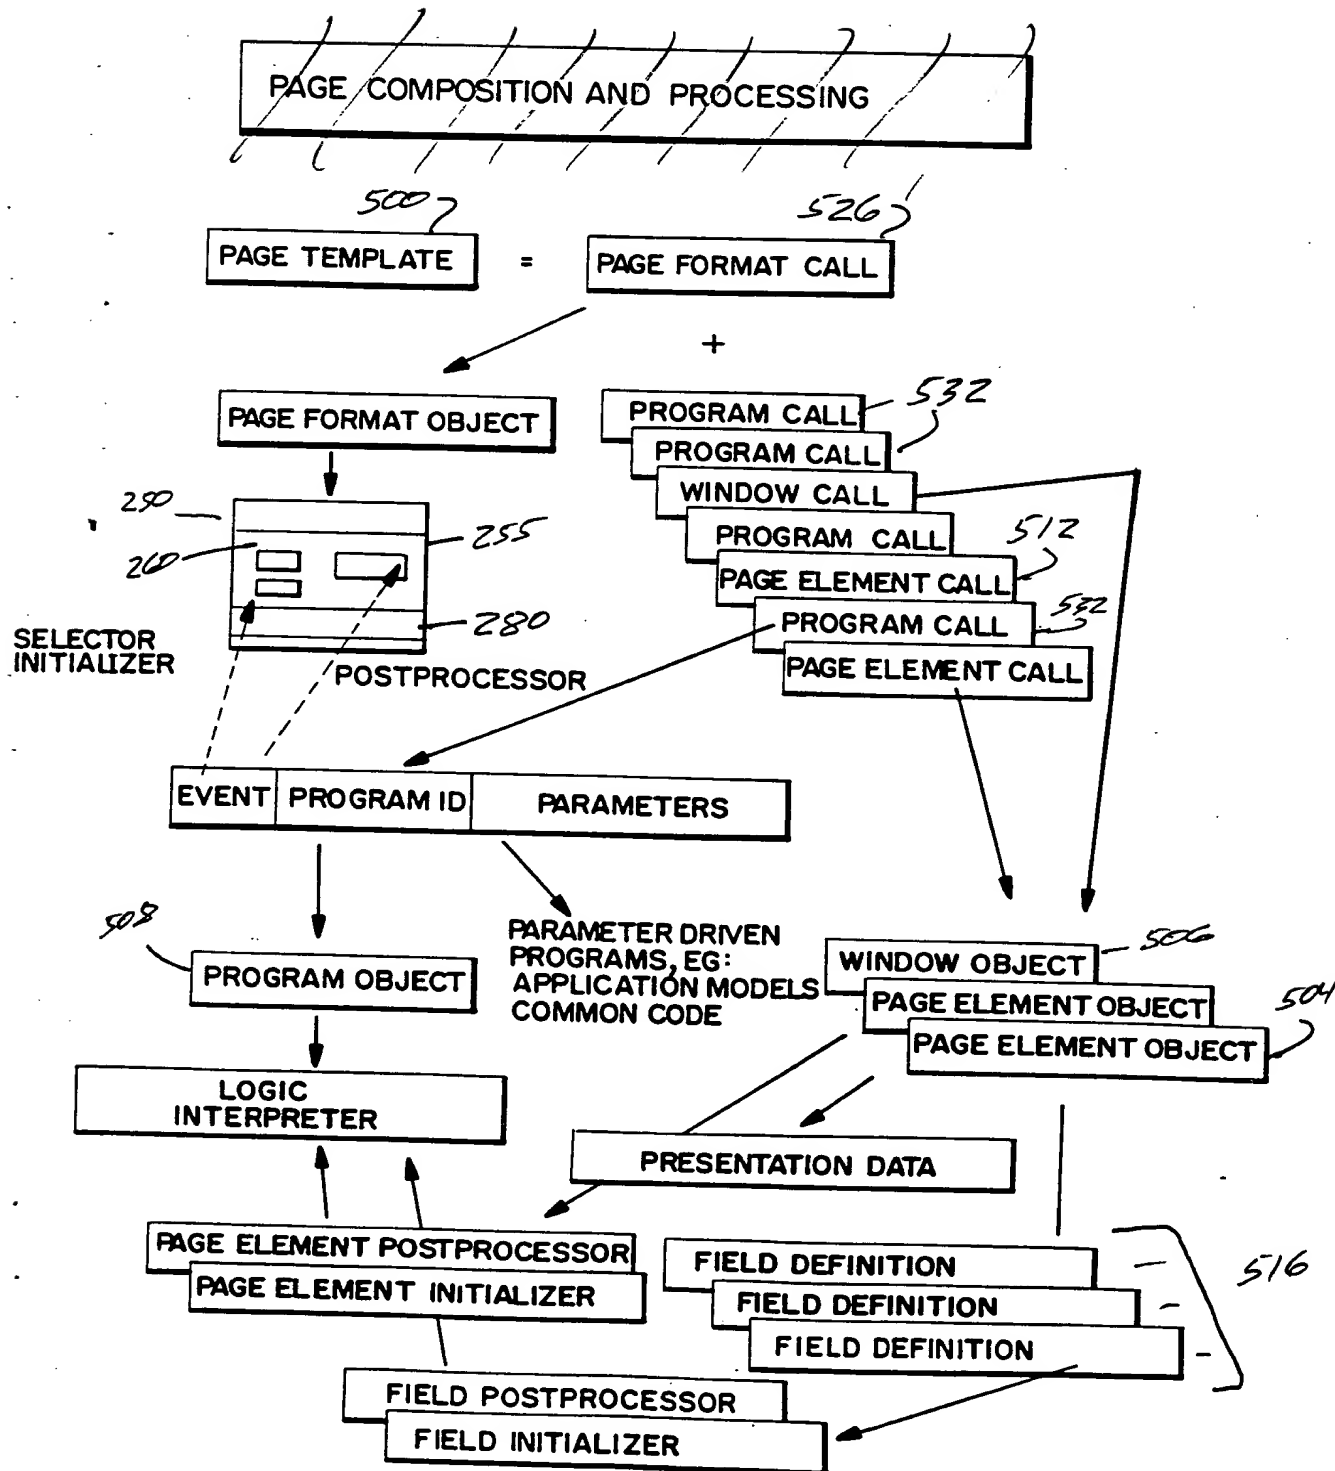 PAGE COMPOSITION AND PROCESSING
500
526
PAGE TEMPLATE = PAGE FORMAT CALL
+
PAGE FORMAT OBJECT
PROGRAM CALL
532
PROGRAM CALL
WINDOW CALL
PROGRAM CALL
512
PAGE ELEMENT CALL
PROGRAM CALL
532
PAGE ELEMENT CALL
250
255
260
280
SELECTOR
INITIALIZER
POSTPROCESSOR
EVENT PROGRAM ID PARAMETERS
508
PROGRAM OBJECT
PARAMETER DRIVEN
PROGRAMS, EG:
APPLICATION MODELS
COMMON CODE
WINDOW OBJECT
506
PAGE ELEMENT OBJECT
504
PAGE ELEMENT OBJECT
LOGIC
INTERPRETER
PRESENTATION DATA
PAGE ELEMENT POSTPROCESSOR
PAGE ELEMENT INITIALIZER
FIELD DEFINITION
FIELD DEFINITION
FIELD DEFINITION
516
FIELD POSTPROCESSOR
FIELD INITIALIZER